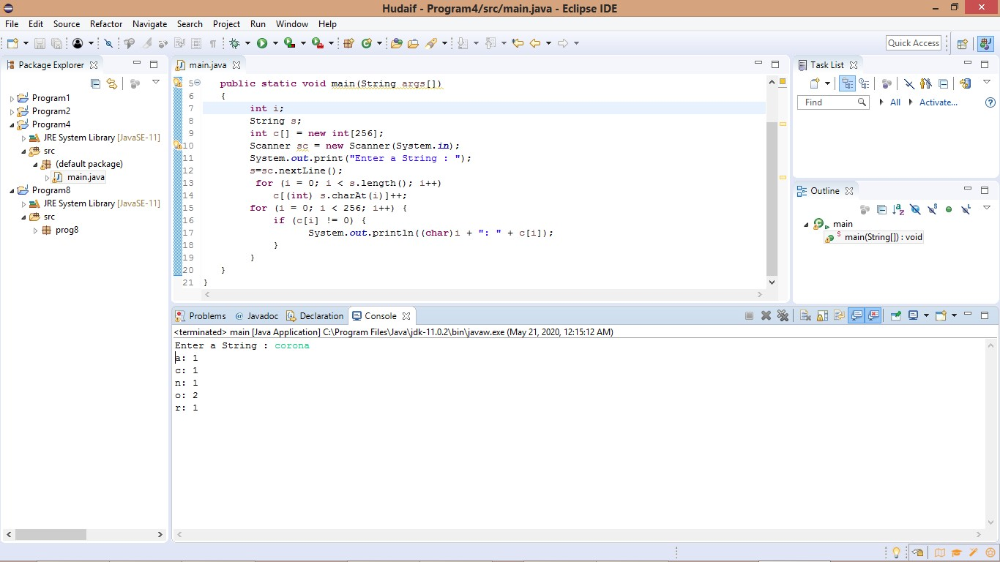 Hudaif - Program4/src/main.java - Eclipse IDE
File Edit Source Refactor Navigate Search Project Run Window Help
Quick Access
Package Explorer
Program1
Program2
Program4
JRE System Library [JavaSE-11]
src
(default package)
main.java
Program8
JRE System Library [JavaSE-11]
src
prog8
main.java
5 public static void main(String args[])
6 {
7 int i;
8 String s;
9 int c[] = new int[256];
10 Scanner sc = new Scanner(System.in);
11 System.out.print("Enter a String : ");
12 s=sc.nextLine();
13 for (i = 0; i < s.length(); i++)
14 c[(int) s.charAt(i)]++;
15 for (i = 0; i < 256; i++) {
16 if (c[i] != 0) {
17 System.out.println((char)i + ": " + c[i]);
18 }
19 }
20 }
21 }
Task List
Find All Activate...
Outline
main
main(String[]) : void
Problems @ Javadoc Declaration Console
<terminated> main [Java Application] C:\Program Files\Java\jdk-11.0.2\bin\javaw.exe (May 21, 2020, 12:15:12 AM)
Enter a String : corona
a: 1
c: 1
n: 1
o: 2
r: 1